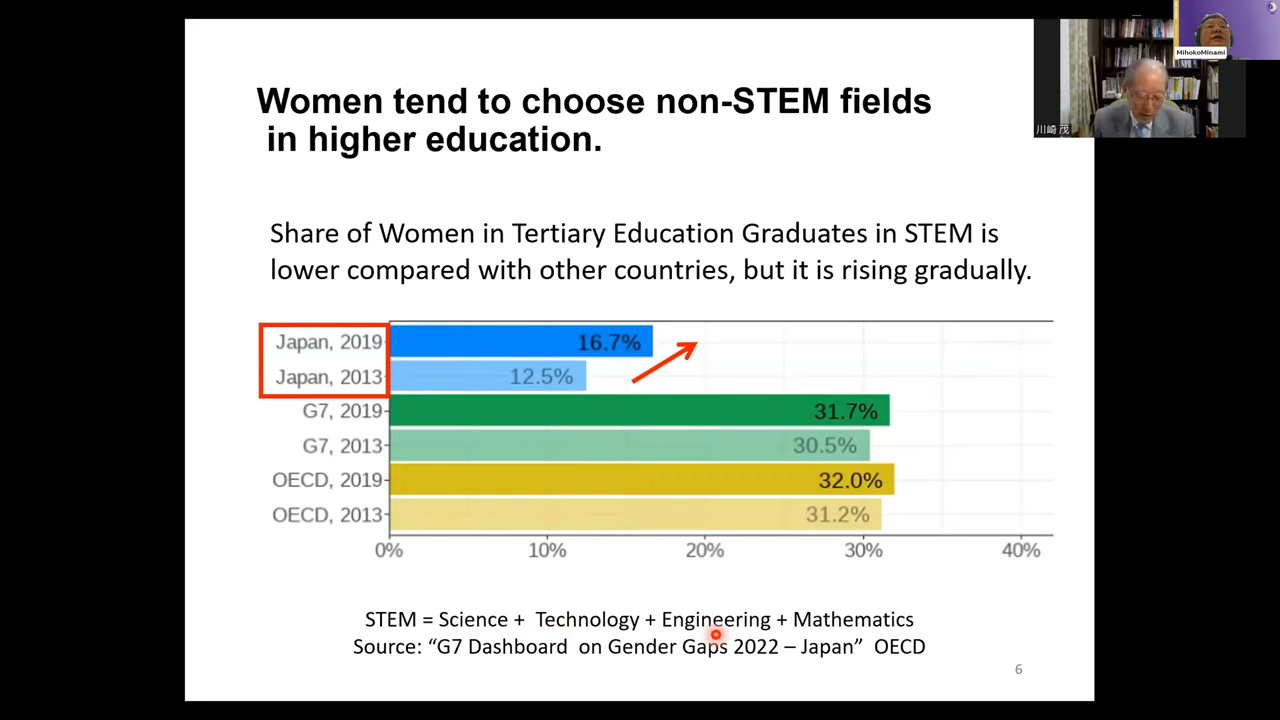 Women tend to choose non-STEM fields
in higher education.
MihokoMinami
川崎 茂
Share of Women in Tertiary Education Graduates in STEM is
lower compared with other countries, but it is rising gradually.
Japan, 2019 16.7%
Japan, 2013 12.5%
G7, 2019 31.7%
G7, 2013 30.5%
OECD, 2019 32.0%
OECD, 2013 31.2%
0% 10% 20% 30% 40%
STEM = Science + Technology + Engineering + Mathematics
Source: “G7 Dashboard on Gender Gaps 2022 – Japan” OECD
6